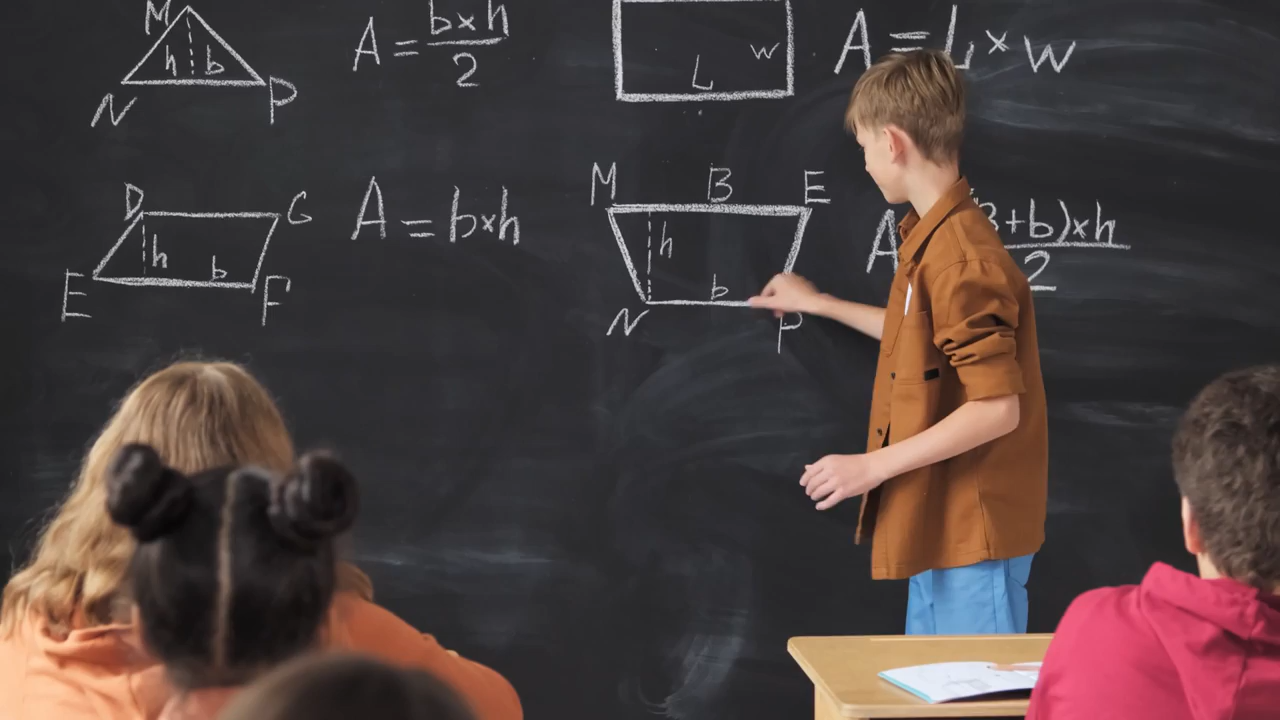 M
h b
N P
A = b×h
2
w
L
A = L×w
D G
h
b
E F
A = b×h
M B E
h
b
N P
A
B+b)×h
2